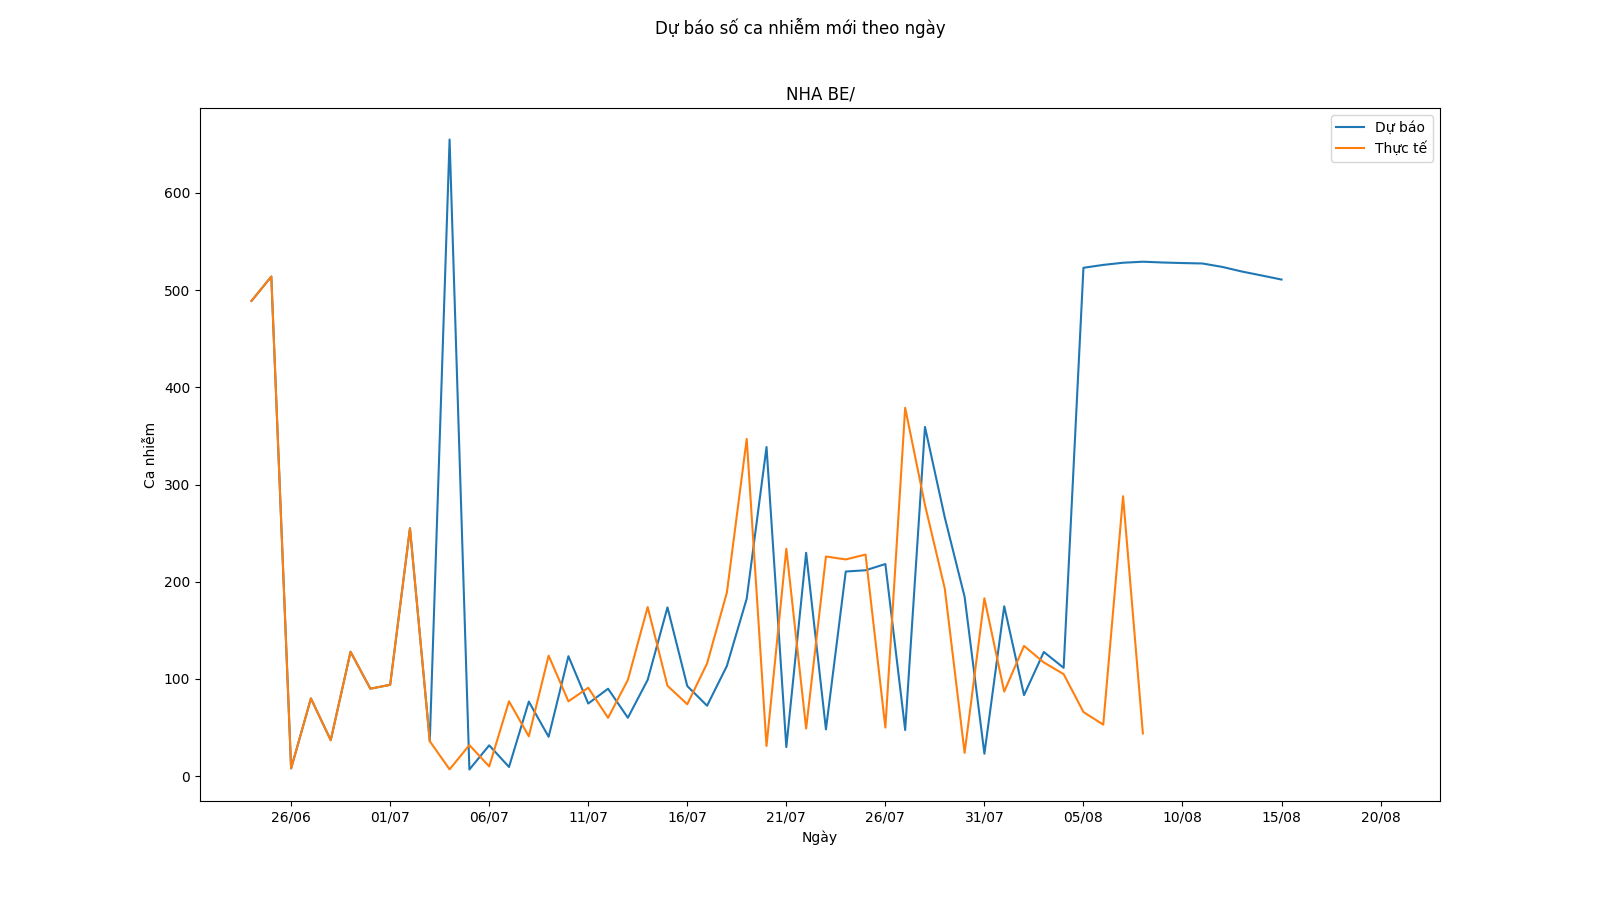 Dự báo số ca nhiễm mới theo ngày
NHA BE/
Dự báo
Thực tế
600
500
400
300
200
100
0
Ca nhiễm
26/06 01/07 06/07 11/07 16/07 21/07 26/07 31/07 05/08 10/08 15/08 20/08
Ngày